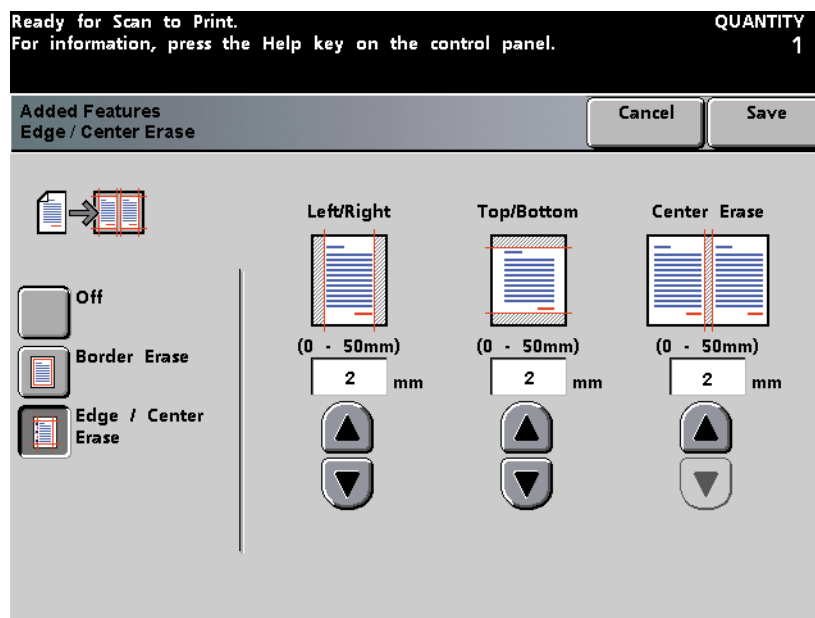 Ready for Scan to Print.
For information, press the Help key on the control panel.
QUANTITY
1
Added Features
Edge / Center Erase
Cancel
Save
Off
Border Erase
Edge / Center
Erase
Left/Right
(0 - 50mm)
2 mm
Top/Bottom
(0 - 50mm)
2 mm
Center Erase
(0 - 50mm)
2 mm